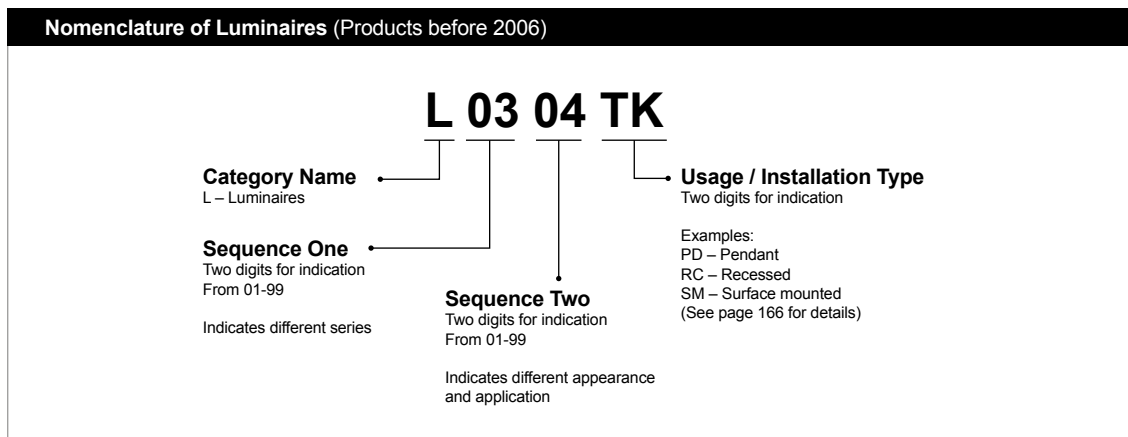 Nomenclature of Luminaires (Products before 2006)
L 03 04 TK
Category Name
L – Luminaires
Sequence One
Two digits for indication
From 01-99
Indicates different series
Sequence Two
Two digits for indication
From 01-99
Indicates different appearance
and application
Usage / Installation Type
Two digits for indication
Examples:
PD – Pendant
RC – Recessed
SM – Surface mounted
(See page 166 for details)